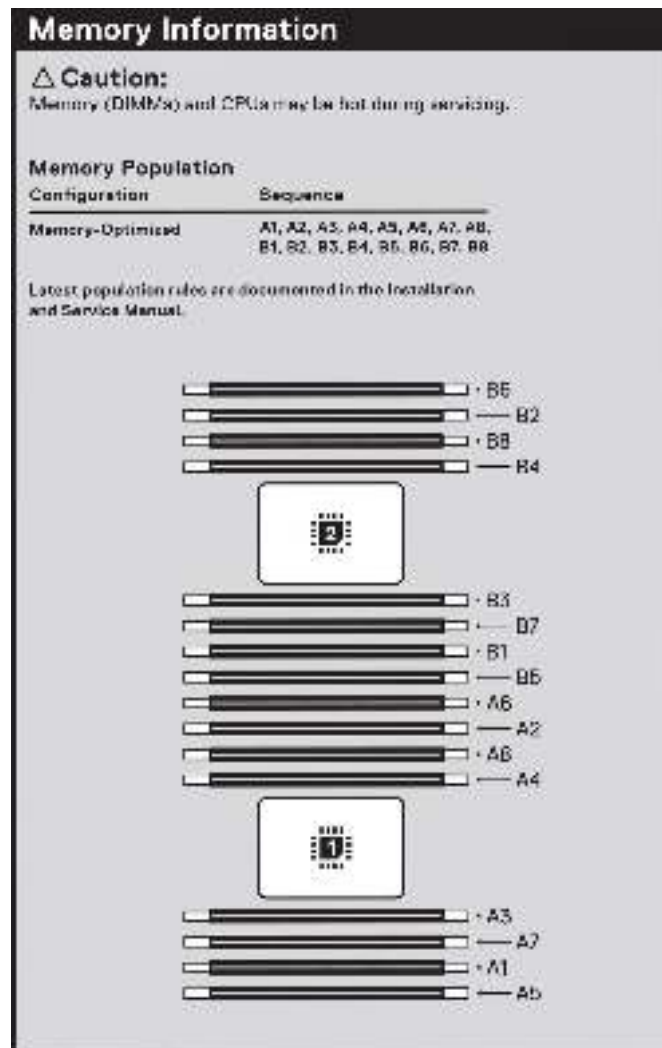 Memory Information
Caution:
Memory (DIMMs) and CPUs may be hot during servicing.
Memory Population
Configuration Sequence
Memory-Optimized A1, A2, A3, A4, A5, A6, A7, A8,
B1, B2, B3, B4, B5, B6, B7, B8
Latest population rules are documented in the Installation
and Service Manual.
B6
B2
B8
B4
2
B3
B7
B1
B5
A6
A2
A8
A4
1
A3
A7
A1
A5